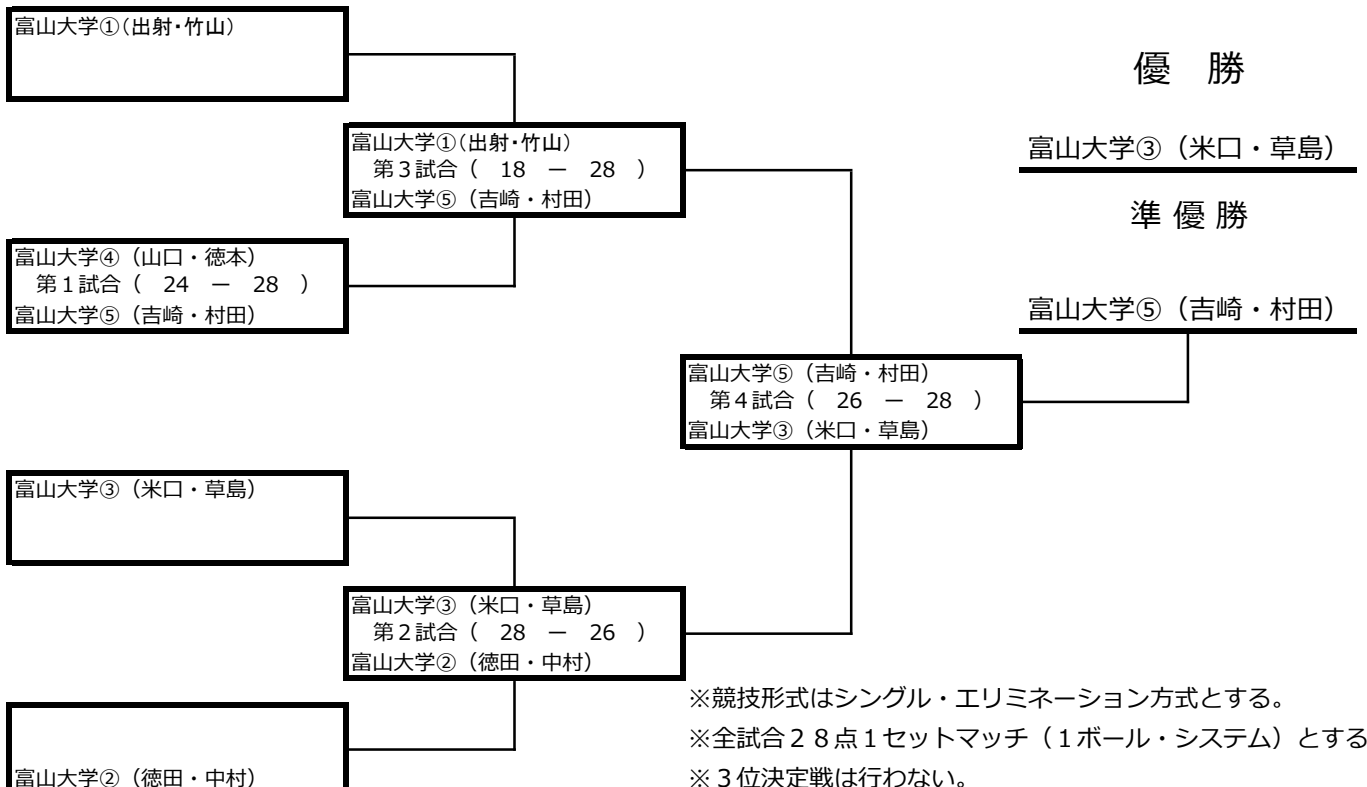 富山大学①(出射・竹山)
優　勝
富山大学①(出射・竹山)
第３試合（　18　ー　28　）
富山大学⑤（吉崎・村田）
富山大学③（米口・草島）
準 優 勝
富山大学④（山口・徳本）
第１試合（　24　ー　28　）
富山大学⑤（吉崎・村田）
富山大学⑤（吉崎・村田）
富山大学⑤（吉崎・村田）
第４試合（　26　ー　28　）
富山大学③（米口・草島）
富山大学③（米口・草島）
富山大学③（米口・草島）
第２試合（　28　ー　26　）
富山大学②（徳田・中村）
富山大学②（徳田・中村）
※競技形式はシングル・エリミネーション方式とする。
※全試合２８点１セットマッチ（１ボール・システム）とする
※３位決定戦は行わない。